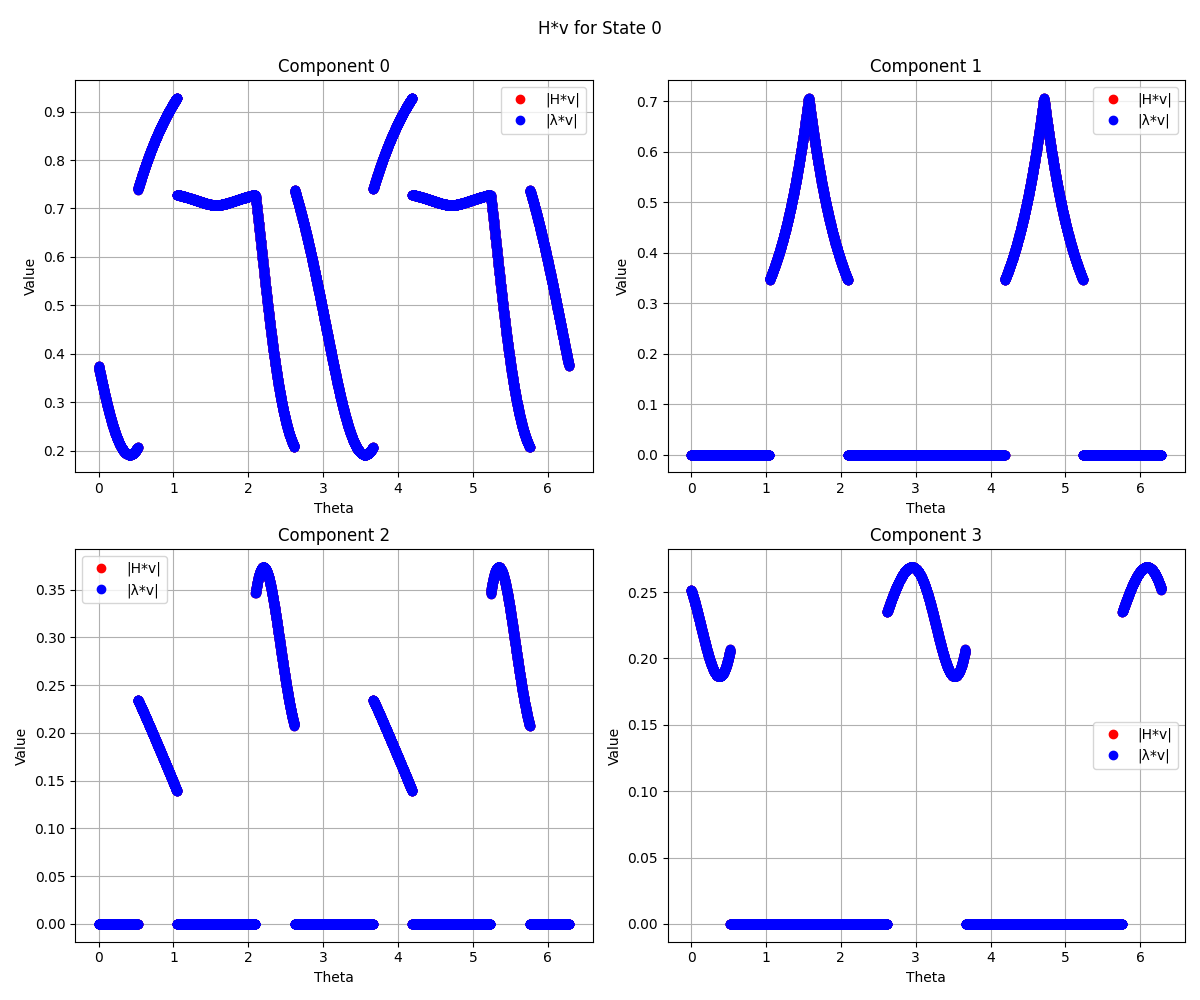 H*v for State 0
Component 0
Value
0.9
0.8
0.7
0.6
0.5
0.4
0.3
0.2
|H*v|
|λ*v|
0 1 2 3 4 5 6
Theta
Component 1
Value
0.7
0.6
0.5
0.4
0.3
0.2
0.1
0.0
|H*v|
|λ*v|
0 1 2 3 4 5 6
Theta
Component 2
Value
0.35
0.30
0.25
0.20
0.15
0.10
0.05
0.00
|H*v|
|λ*v|
0 1 2 3 4 5 6
Theta
Component 3
Value
0.25
0.20
0.15
0.10
0.05
0.00
|H*v|
|λ*v|
0 1 2 3 4 5 6
Theta